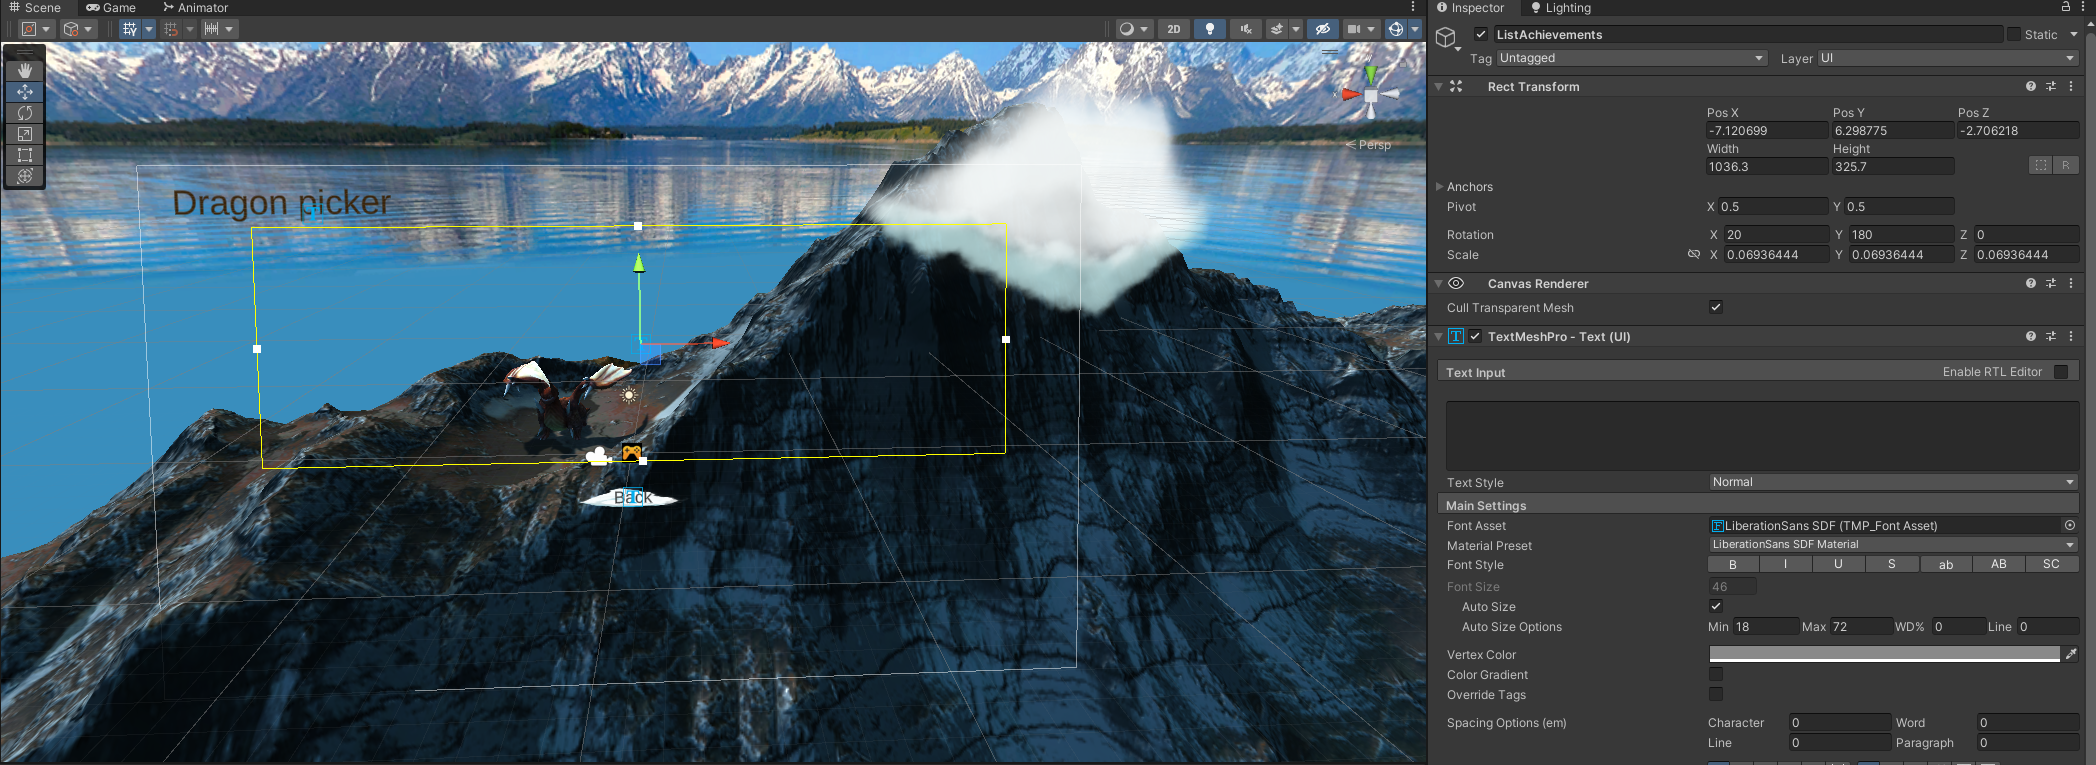 Scene Game Animator
2D
Persp
Dragon picker
Back
Inspector Lighting
ListAchievements Static
Tag Untagged Layer UI
Rect Transform
Pos X Pos Y Pos Z
-7.120699 6.298775 -2.706218
Width Height
1036.3 325.7 R
Anchors
Pivot X 0.5 Y 0.5
Rotation X 20 Y 180 Z 0
Scale X 0.06936444 Y 0.06936444 Z 0.06936444
Canvas Renderer
Cull Transparent Mesh
TextMeshPro - Text (UI)
Text Input Enable RTL Editor
Text Style Normal
Main Settings
Font Asset LiberationSans SDF (TMP_Font Asset)
Material Preset LiberationSans SDF Material
Font Style B I U S ab AB SC
Font Size 46
Auto Size
Auto Size Options Min 18 Max 72 WD% 0 Line 0
Vertex Color
Color Gradient
Override Tags
Spacing Options (em) Character 0 Word 0
Line 0 Paragraph 0